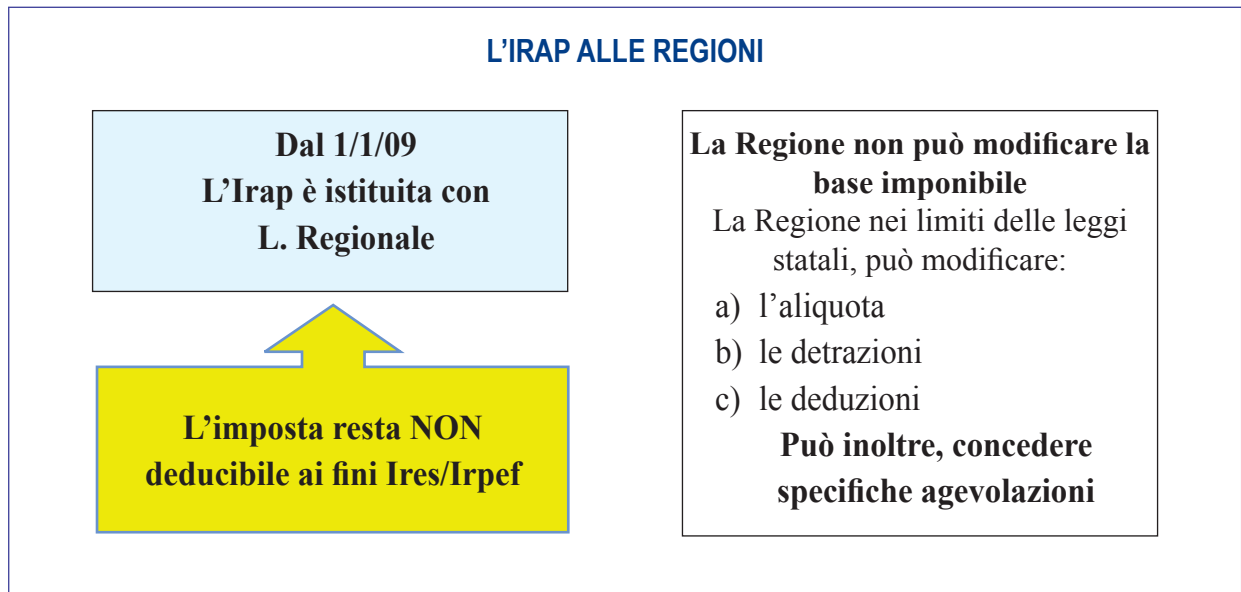 L'IRAP ALLE REGIONI
Dal 1/1/09
L'Irap è istituita con
L. Regionale
L'imposta resta NON
deducibile ai fini Ires/Irpef
La Regione non può modificare la
base imponibile
La Regione nei limiti delle leggi
statali, può modificare:
a) l'aliquota
b) le detrazioni
c) le deduzioni
Può inoltre, concedere
specifiche agevolazioni